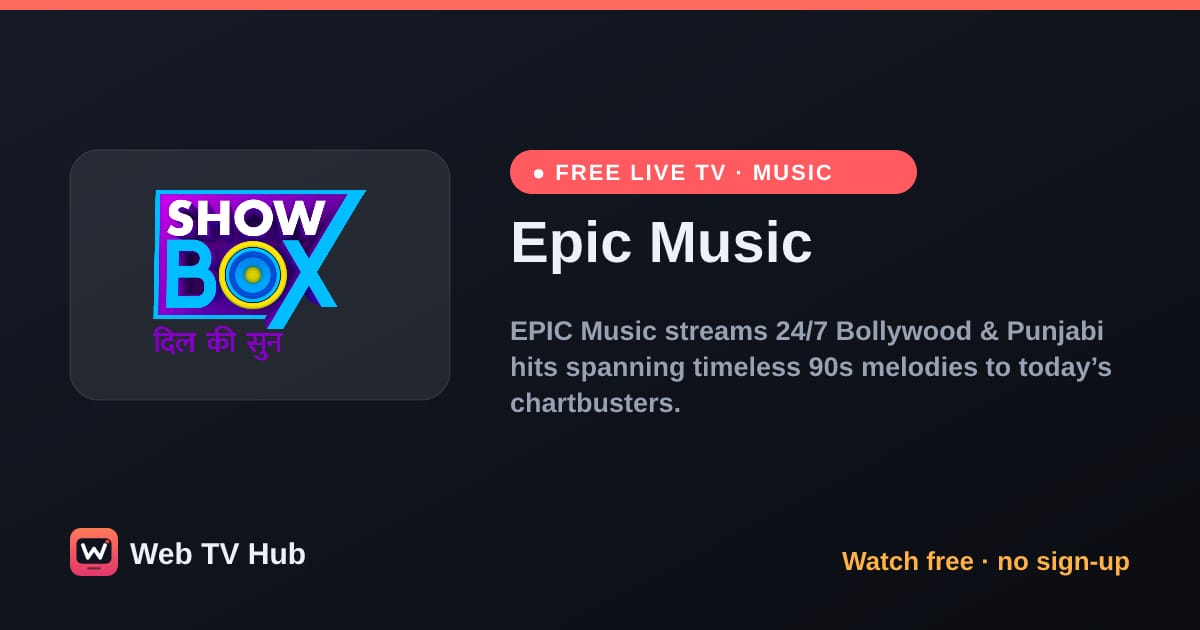 SHOW
BOX
दिल की सुन
• FREE LIVE TV · MUSIC
Epic Music
EPIC Music streams 24/7 Bollywood & Punjabi
hits spanning timeless 90s melodies to today’s
chartbusters.
W
Web TV Hub
Watch free · no sign-up